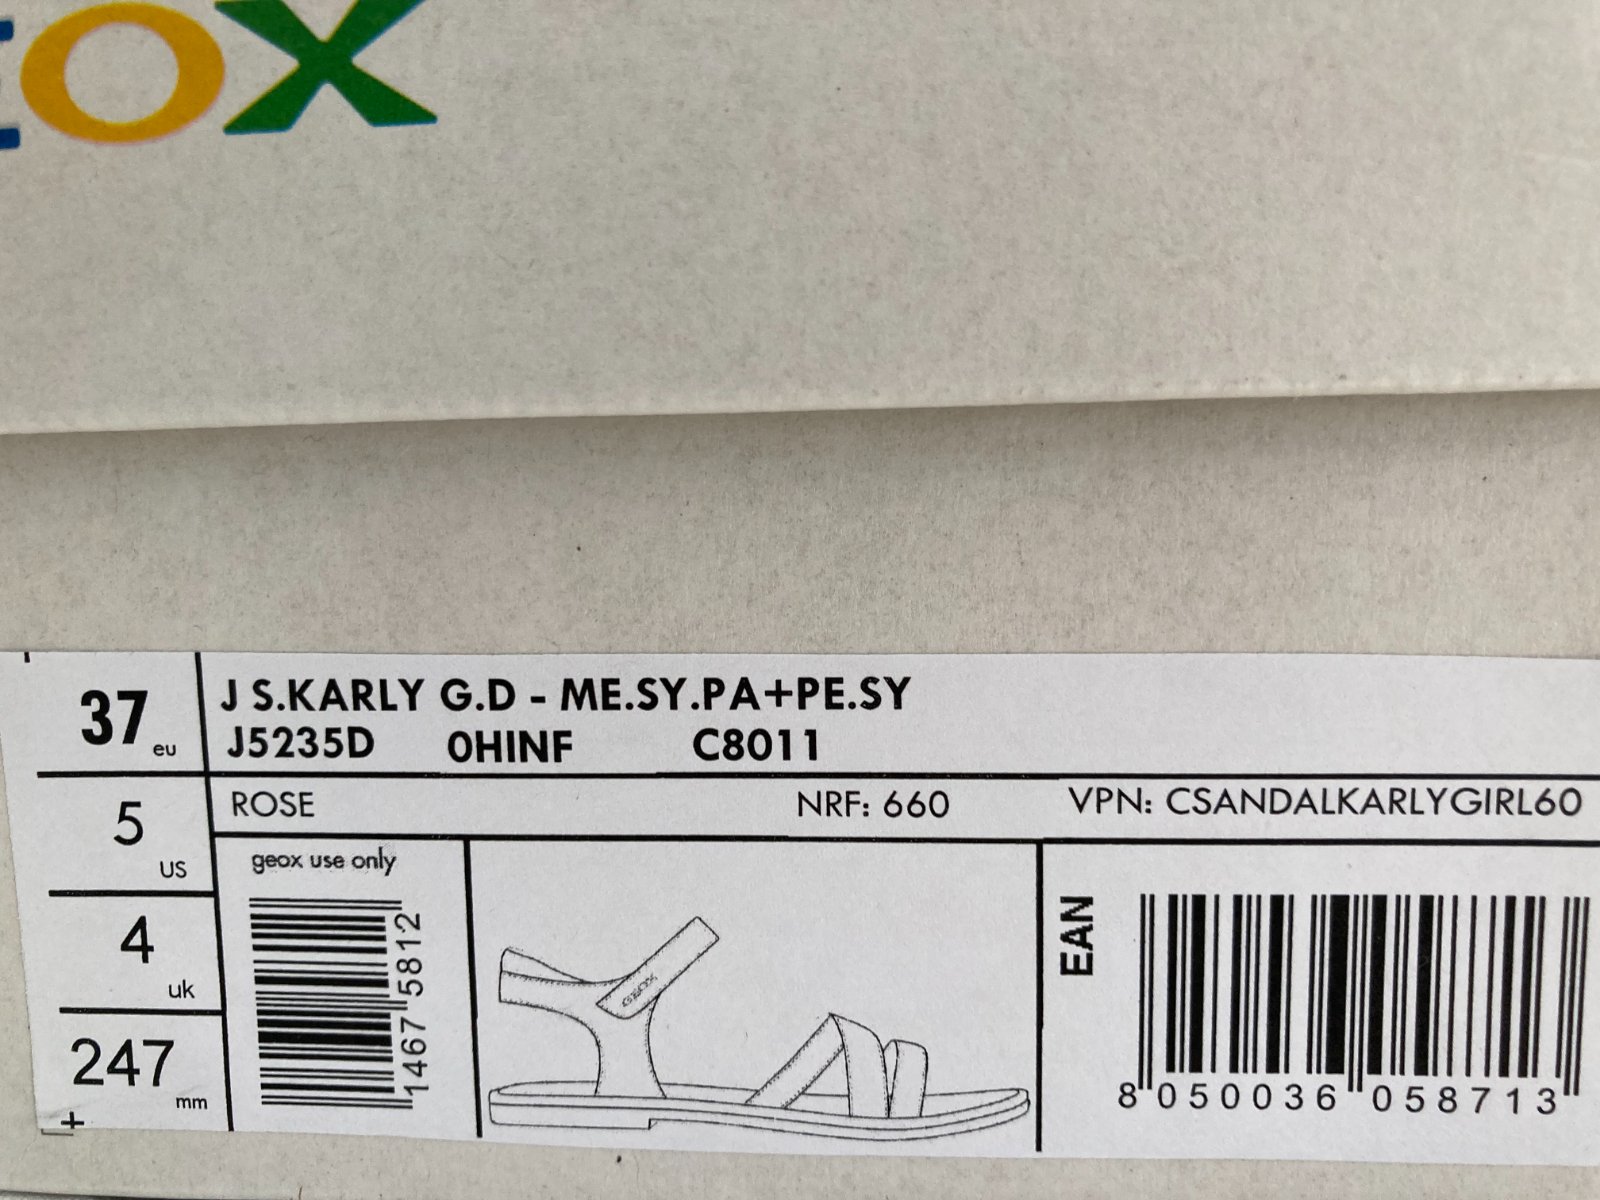 EOX
37 eu
J S.KARLY G.D - ME.SY.PA+PE.SY
J5235D 0HINF C8011
5 US
ROSE NRF: 660 VPN: CSANDALKARLYGIRL60
4 uk
247 mm
geox use only
1467 5812
GEOX
EAN
8 050036 058713